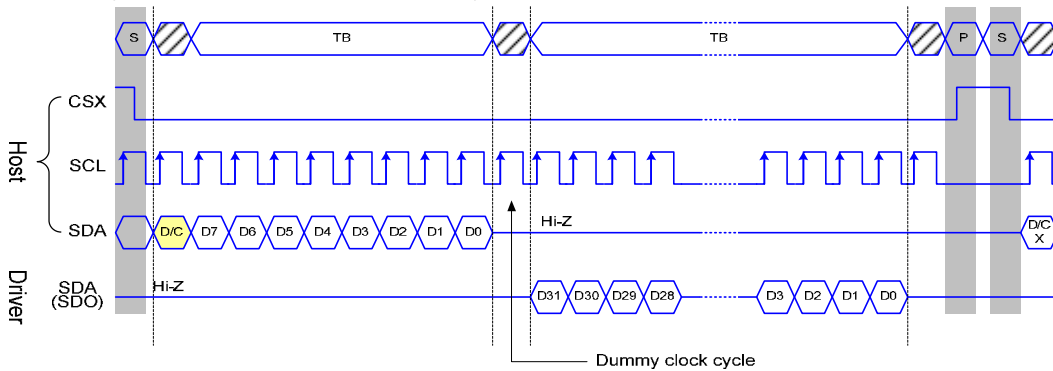 S TB TB P S
CSX
Host
SCL
SDA D/C D7 D6 D5 D4 D3 D2 D1 D0 Hi-Z D/C
X
Driver
SDA
(SDO)
Hi-Z D31 D30 D29 D28 D3 D2 D1 D0
Dummy clock cycle